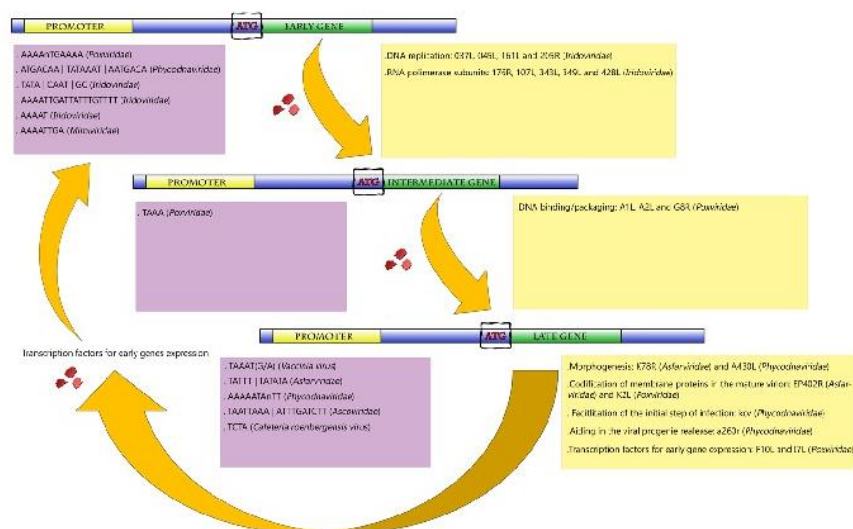 PROMOTER ATG EARLY GENE
. AAAAnTGAAAA (Poxviridae)
. ATGACAA | TATAAAT | AATGACA (Phycodnaviridae)
. TATA | CAAT | GC (Iridoviridae)
. AAAATTGATTATTTGTTTT (Iridoviridae)
. AAAAT (Iridoviridae)
. AAAATTGA (Mimiviridae)
.DNA replication: 037L, 045L, 161L and 206R (Iridoviridae)
.RNA polimerase subunits: 176R, 107L, 343L, 349L and 428L (Iridoviridae)
PROMOTER ATG INTERMEDIATE GENE
. TAAA (Poxviridae)
DNA binding/packaging: A1L, A2L and G8R (Poxviridae)
PROMOTER ATG LATE GENE
Transcription factors for early genes expression
. TAAAT(G/A) (Vaccinia virus)
. TATTT | TATATA (Asfarviridae)
. AAAAATAnTT (Phycodnaviridae)
. TAATTAAA | ATTTGATCTT (Ascoviridae)
. TCTA (Cafeteria roenbergensis virus)
.Morphogenesis: K78R (Asfarviridae) and A430L (Phycodnaviridae)
.Codification of membrane proteins in the mature virion: EP402R (Asfar-
viridae) and K2L (Poxviridae)
. Facitlitation of the initial step of infection: kcv (Phycodnaviridae)
.Aiding in the viral progenie realease: a260r (Phycodnaviridae)
.Transcription factors for early gene expression: F10L and I7L (Poxviridae)